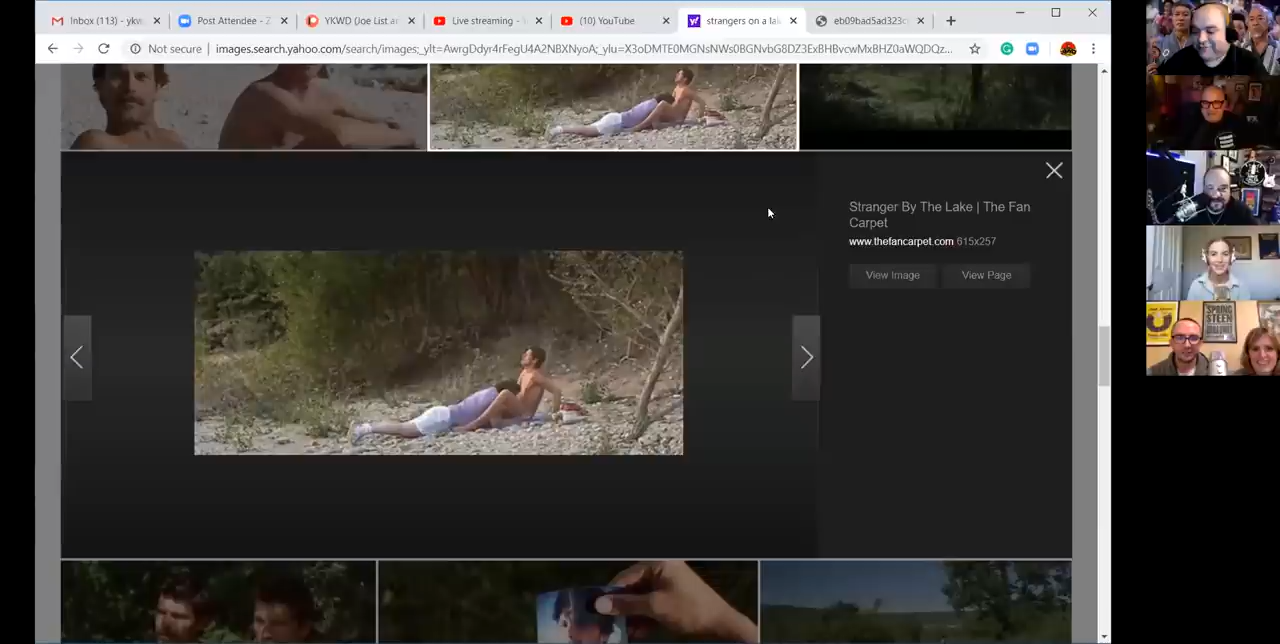 Inbox (113) - ykw
Post Attendee - Z
YKWD (Joe List ar
Live streaming -
(10) YouTube
strangers on a la
eb09bad5ad323c
Not secure
images.search.yahoo.com/search/images;_ylt=AwrgDdyr4rFegU4A2NBXNyoA;_ylu=X3oDMTE0MGNsNWs0BGNvbG8DZ3ExBHBvcwMxBHZ0aWQDQz...
Stranger By The Lake | The Fan
Carpet
www.thefancarpet.com 615x257
View Image
View Page
SPRING
STEEN